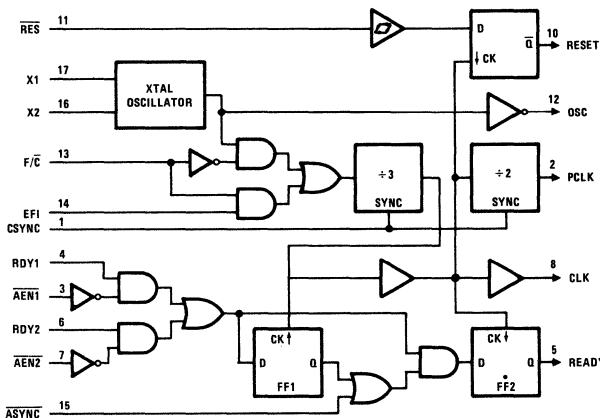 RES 11
D
Q 10 RESET
CK
X1 17
XTAL
OSCILLATOR
X2 16
12 OSC
F/C 13
÷3
SYNC
÷2
SYNC
2 PCLK
EFI 14
CSYNC 1
RDY1 4
AEN1 3
8 CLK
RDY2 6
CK
D Q
FF1
CK
D Q
FF2
5 READY
AEN2 7
ASYNC 15